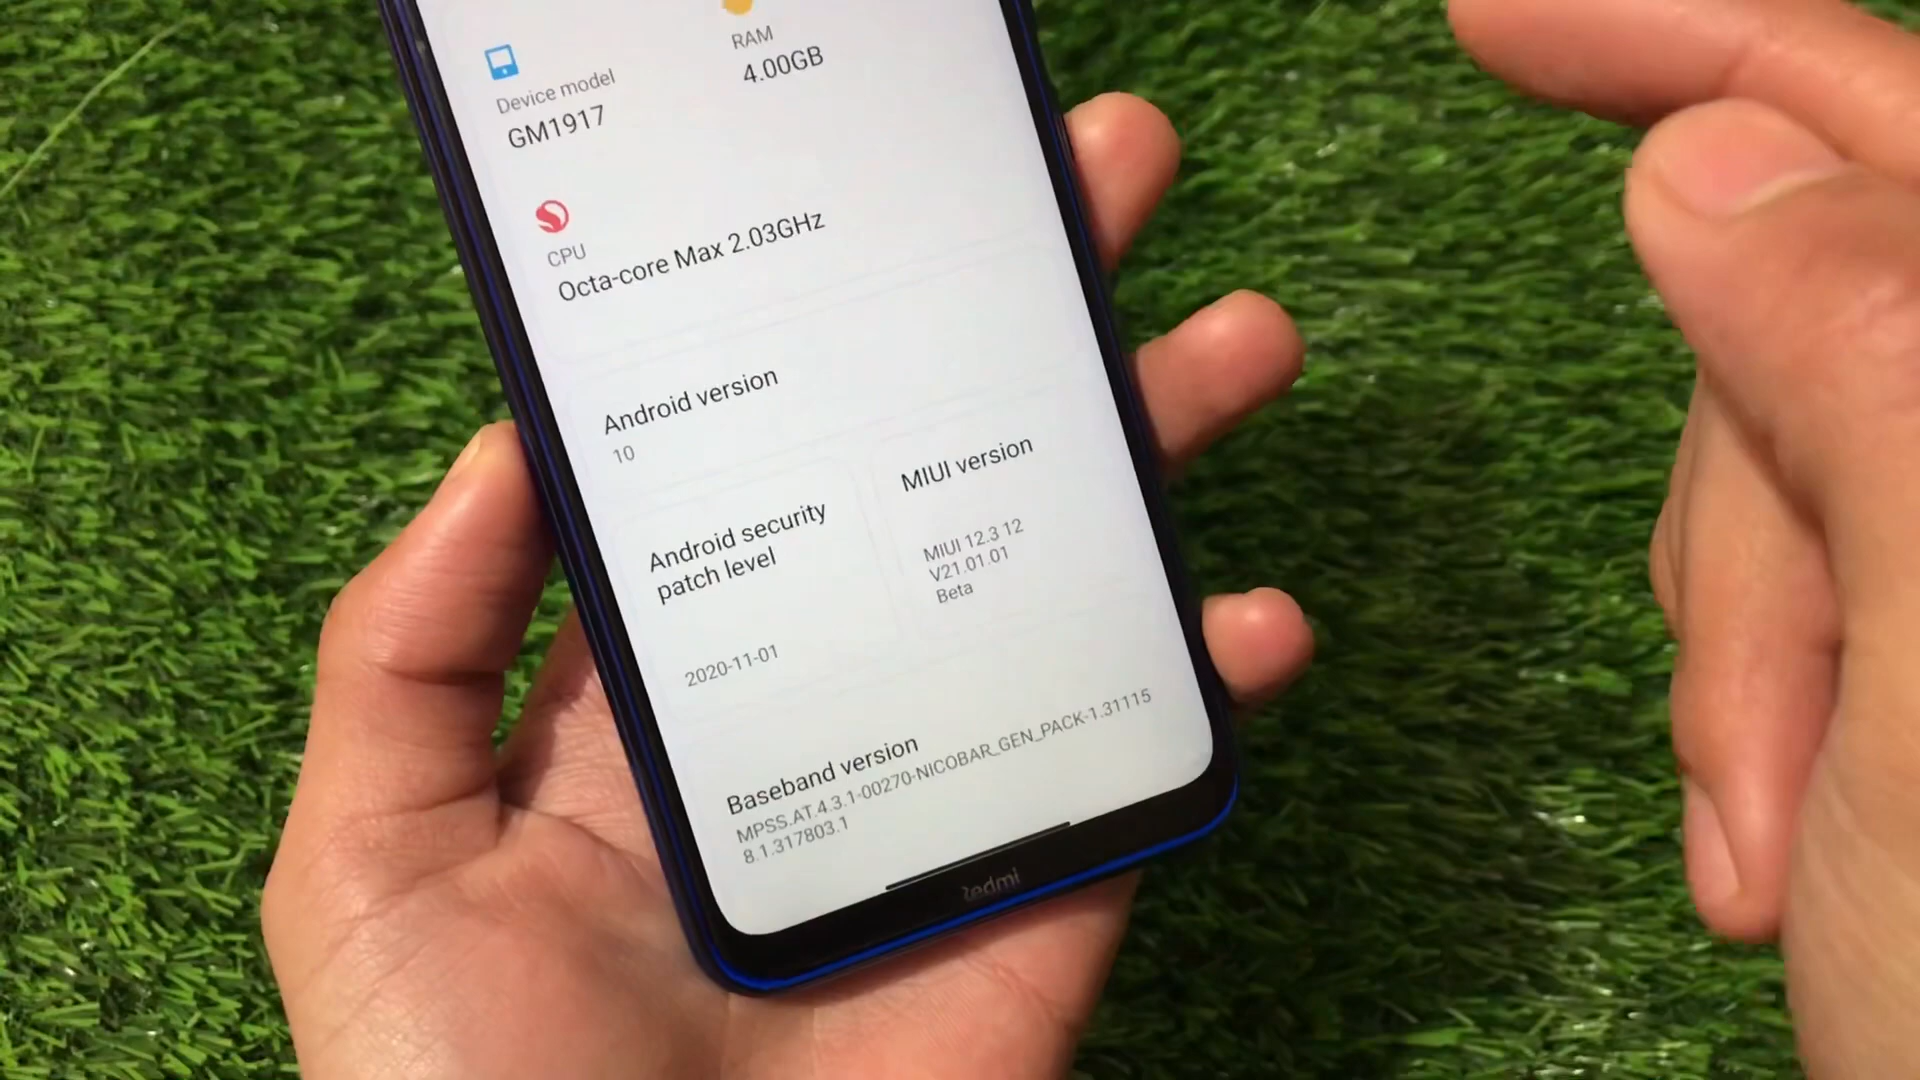 RAM
4.00GB
Device model
GM1917
CPU
Octa-core Max 2.03GHz
Android version
10
Android security
patch level
2020-11-01
MIUI version
MIUI 12.3 12
V21.01.01
Beta
Baseband version
MPSS.AT.4.3.1-00270-NICOBAR_GEN_PACK-1.31115
8.1.317803.1
Redmi